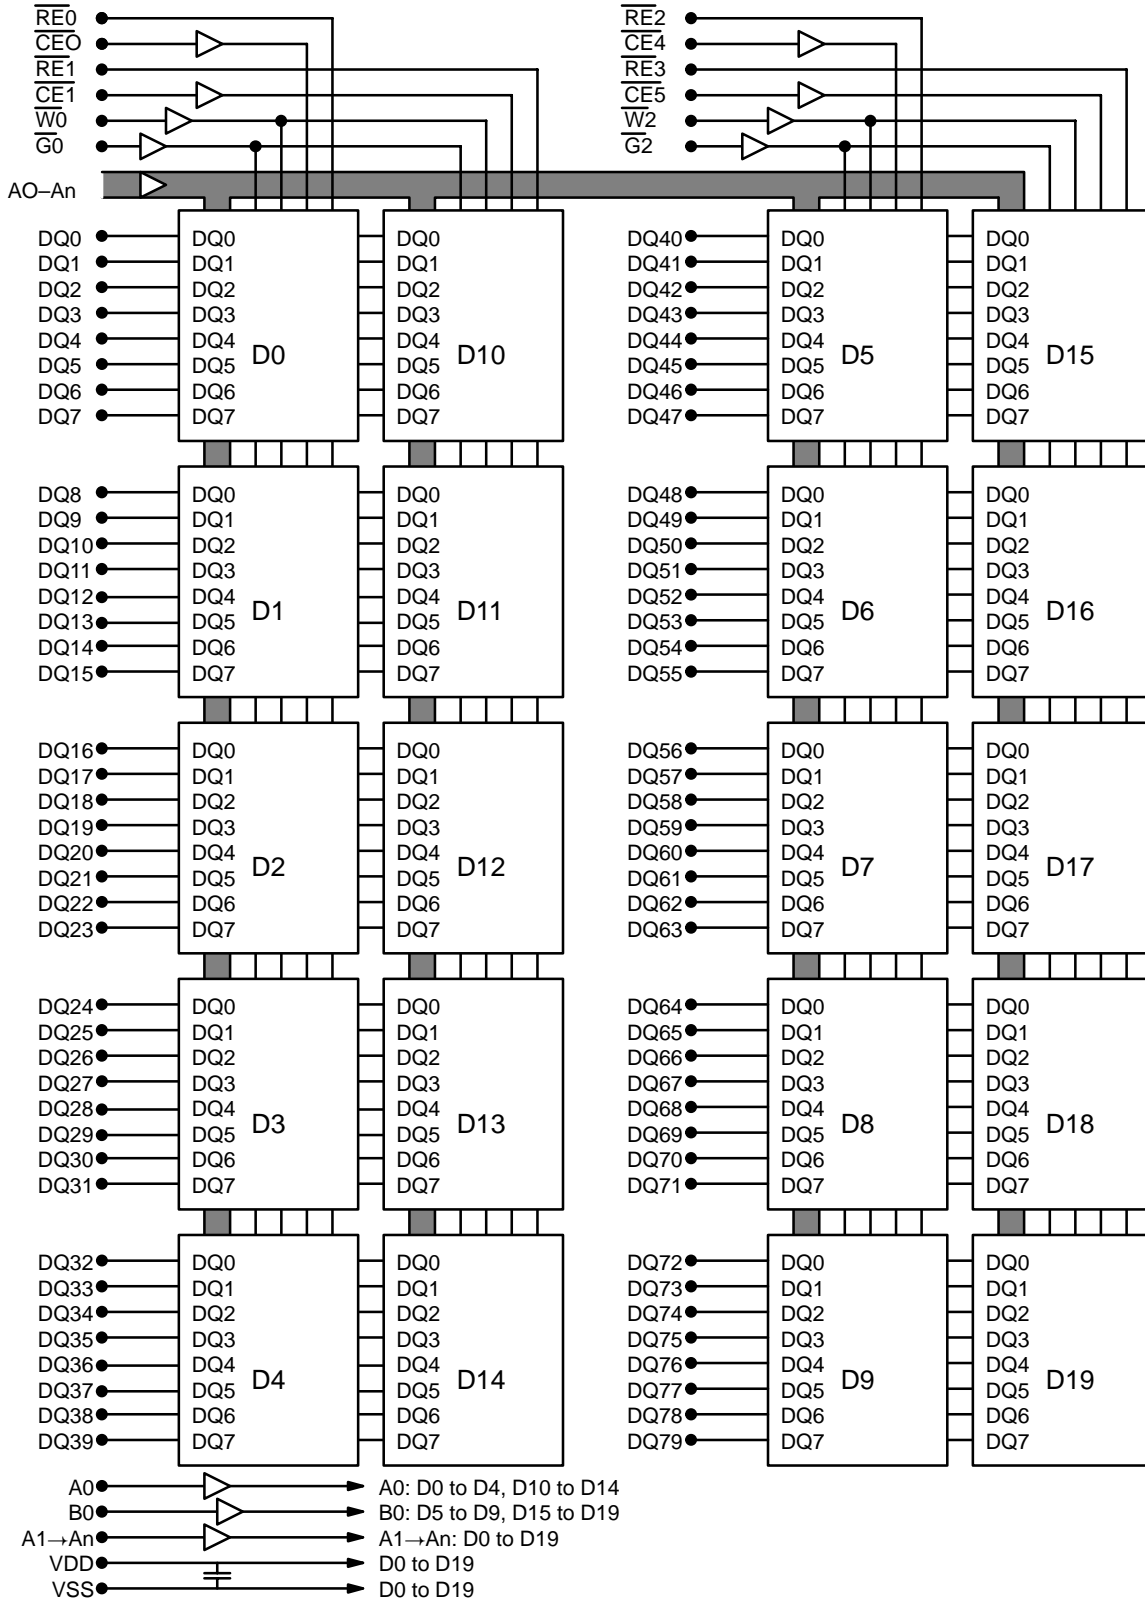 RE0 RE2
CEO CE4
RE1 RE3
CE1 CE5
W0 W2
G0 G2
AO–An
DQ0 DQ0 DQ0 DQ40 DQ0 DQ0
DQ1 DQ1 DQ1 DQ41 DQ1 DQ1
DQ2 DQ2 DQ2 DQ42 DQ2 DQ2
DQ3 DQ3 DQ3 DQ43 DQ3 DQ3
DQ4 DQ4 DQ4 DQ44 DQ4 DQ4
D0 D10 D5 D15
DQ5 DQ5 DQ5 DQ45 DQ5 DQ5
DQ6 DQ6 DQ6 DQ46 DQ6 DQ6
DQ7 DQ7 DQ7 DQ47 DQ7 DQ7
DQ8 DQ0 DQ0 DQ48 DQ0 DQ0
DQ9 DQ1 DQ1 DQ49 DQ1 DQ1
DQ10 DQ2 DQ2 DQ50 DQ2 DQ2
DQ11 DQ3 DQ3 DQ51 DQ3 DQ3
DQ12 DQ4 DQ4 DQ52 DQ4 DQ4
D1 D11 D6 D16
DQ13 DQ5 DQ5 DQ53 DQ5 DQ5
DQ14 DQ6 DQ6 DQ54 DQ6 DQ6
DQ15 DQ7 DQ7 DQ55 DQ7 DQ7
DQ16 DQ0 DQ0 DQ56 DQ0 DQ0
DQ17 DQ1 DQ1 DQ57 DQ1 DQ1
DQ18 DQ2 DQ2 DQ58 DQ2 DQ2
DQ19 DQ3 DQ3 DQ59 DQ3 DQ3
DQ20 DQ4 DQ4 DQ60 DQ4 DQ4
D2 D12 D7 D17
DQ21 DQ5 DQ5 DQ61 DQ5 DQ5
DQ22 DQ6 DQ6 DQ62 DQ6 DQ6
DQ23 DQ7 DQ7 DQ63 DQ7 DQ7
DQ24 DQ0 DQ0 DQ64 DQ0 DQ0
DQ25 DQ1 DQ1 DQ65 DQ1 DQ1
DQ26 DQ2 DQ2 DQ66 DQ2 DQ2
DQ27 DQ3 DQ3 DQ67 DQ3 DQ3
DQ28 DQ4 DQ4 DQ68 DQ4 DQ4
D3 D13 D8 D18
DQ29 DQ5 DQ5 DQ69 DQ5 DQ5
DQ30 DQ6 DQ6 DQ70 DQ6 DQ6
DQ31 DQ7 DQ7 DQ71 DQ7 DQ7
DQ32 DQ0 DQ0 DQ72 DQ0 DQ0
DQ33 DQ1 DQ1 DQ73 DQ1 DQ1
DQ34 DQ2 DQ2 DQ74 DQ2 DQ2
DQ35 DQ3 DQ3 DQ75 DQ3 DQ3
DQ36 DQ4 DQ4 DQ76 DQ4 DQ4
D4 D14 D9 D19
DQ37 DQ5 DQ5 DQ77 DQ5 DQ5
DQ38 DQ6 DQ6 DQ78 DQ6 DQ6
DQ39 DQ7 DQ7 DQ79 DQ7 DQ7
A0 A0: D0 to D4, D10 to D14
B0 B0: D5 to D9, D15 to D19
A1→An A1→An: D0 to D19
VDD D0 to D19
VSS D0 to D19